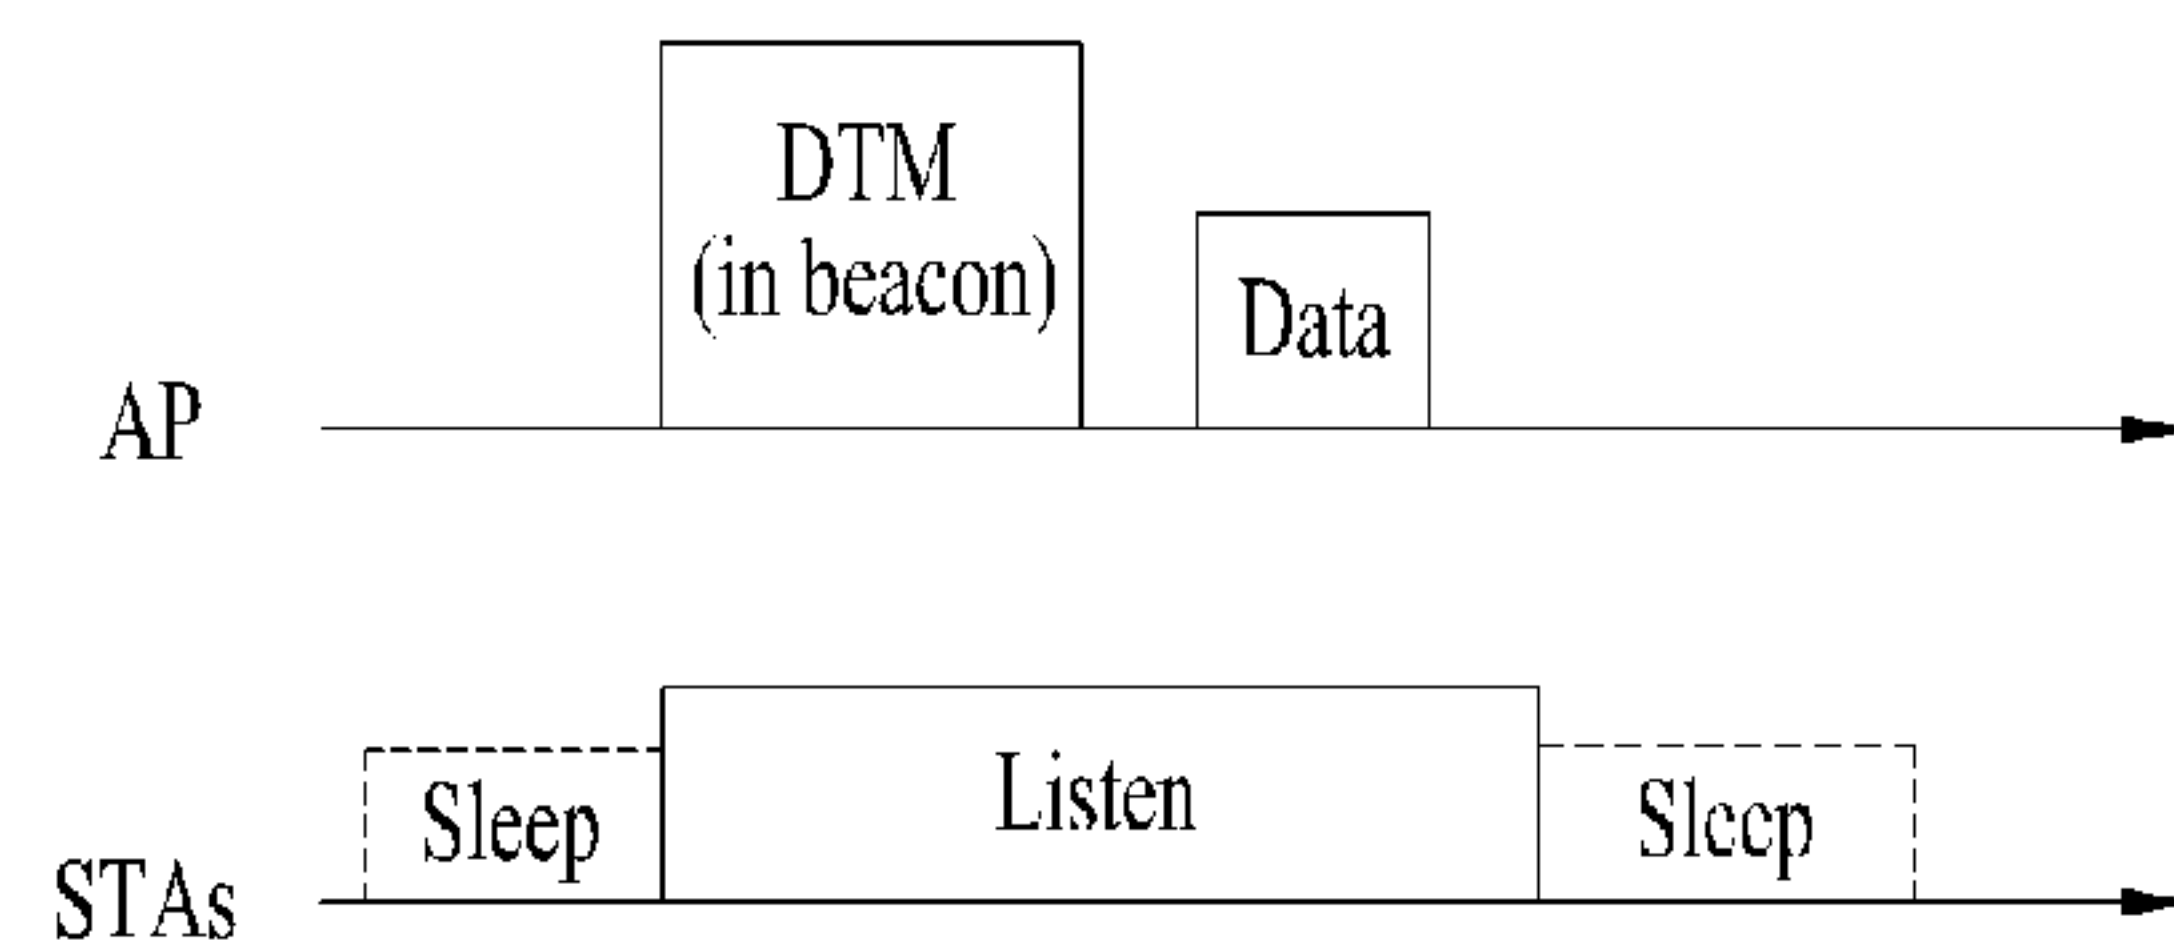 DTM
(in beacon)
Data
AP
Listen
Sleep
Sleep
STAs